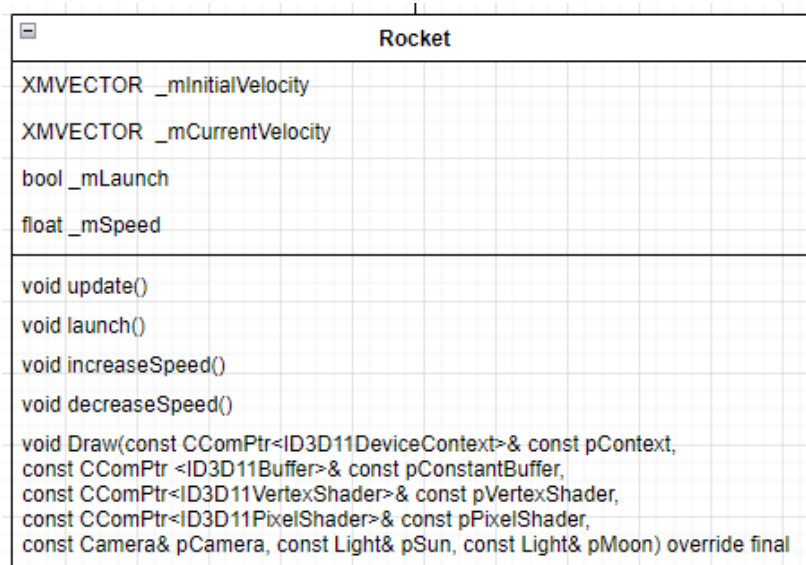 Rocket
XMVECTOR _mInitialVelocity
XMVECTOR _mCurrentVelocity
bool _mLaunch
float _mSpeed
void update()
void launch()
void increaseSpeed()
void decreaseSpeed()
void Draw(const CComPtr<ID3D11DeviceContext>& const pContext,
const CComPtr <ID3D11Buffer>& const pConstantBuffer,
const CComPtr<ID3D11VertexShader>& const pVertexShader,
const CComPtr<ID3D11PixelShader>& const pPixelShader,
const Camera& pCamera, const Light& pSun, const Light& pMoon) override final